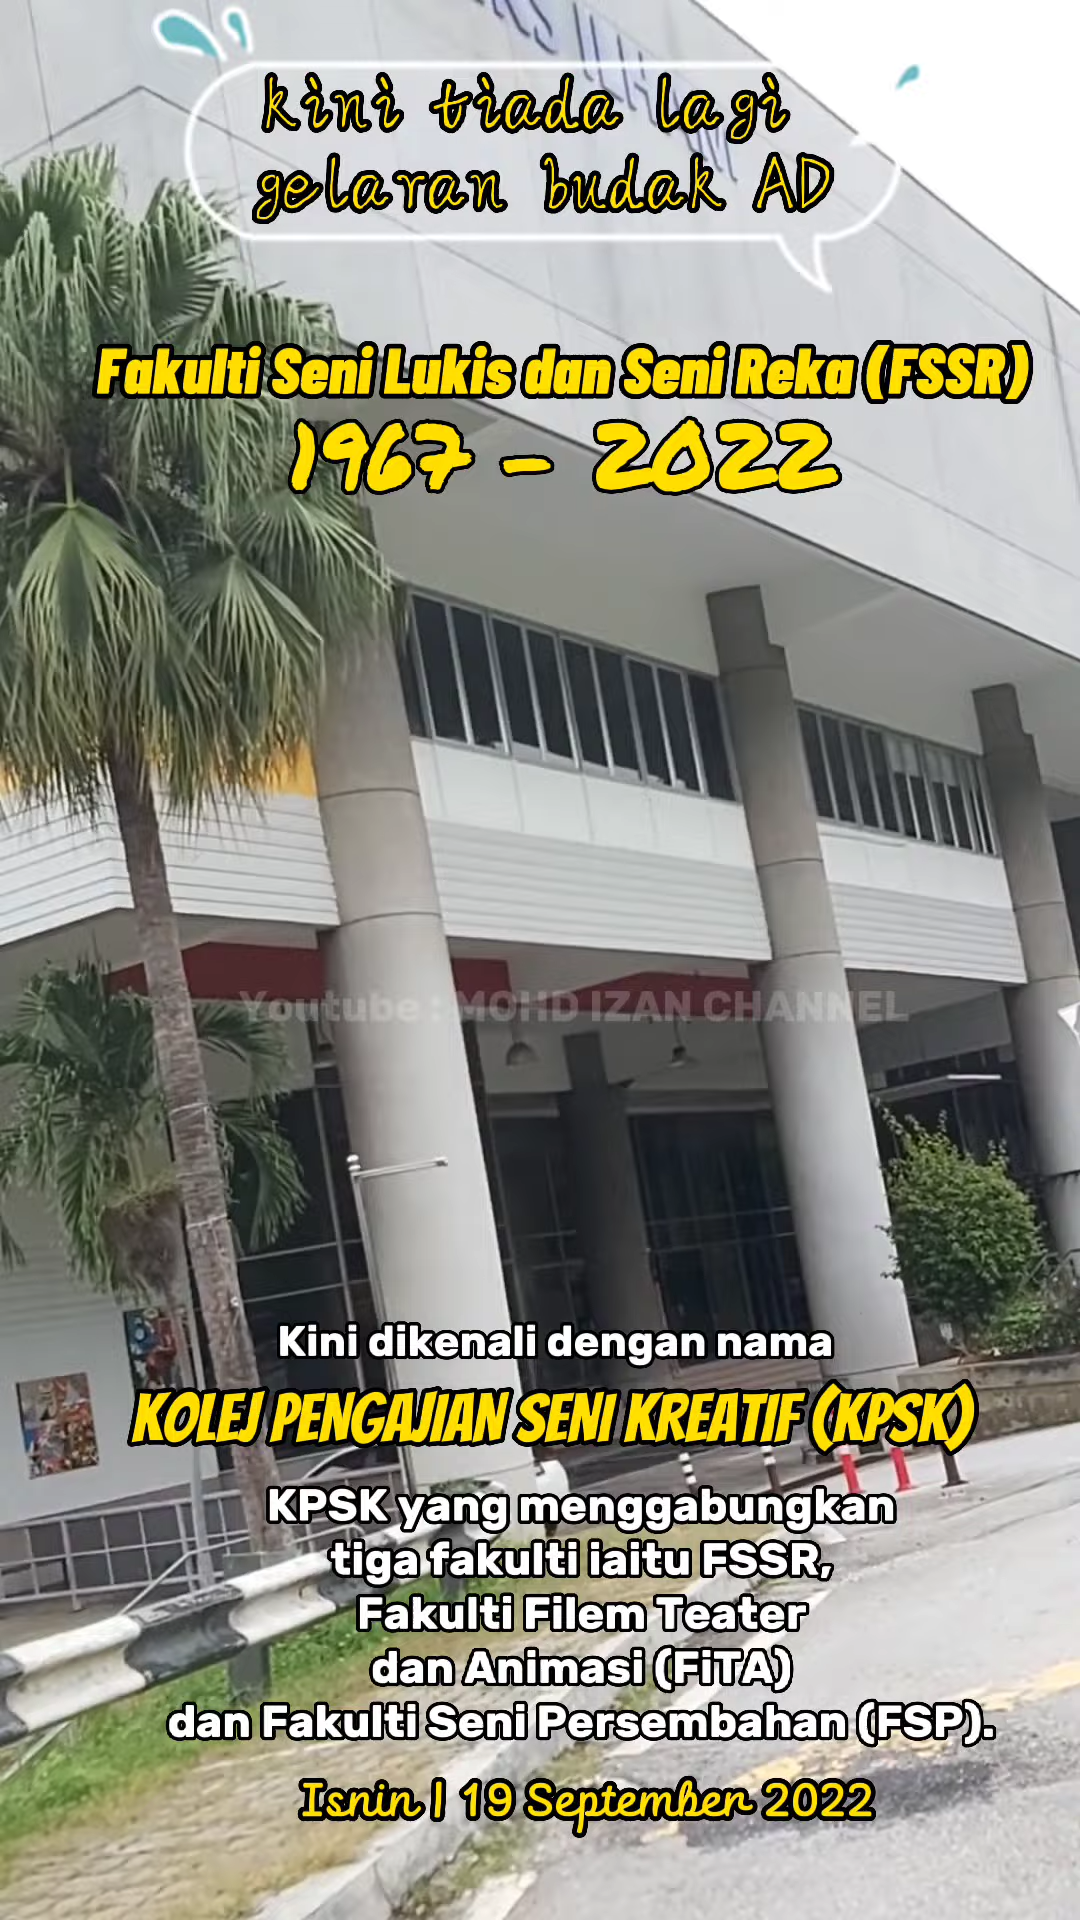 kini tiada lagi
gelaran budak AD
Fakulti Seni Lukis dan Seni Reka (FSSR)
1967 - 2022
Youtube : MOHD IZAN CHANNEL
Kini dikenali dengan nama
KOLEJ PENGAJIAN SENI KREATIF (KPSK)
KPSK yang menggabungkan
tiga fakulti iaitu FSSR,
Fakulti Filem Teater
dan Animasi (FiTA)
dan Fakulti Seni Persembahan (FSP).
Isnin | 19 September 2022